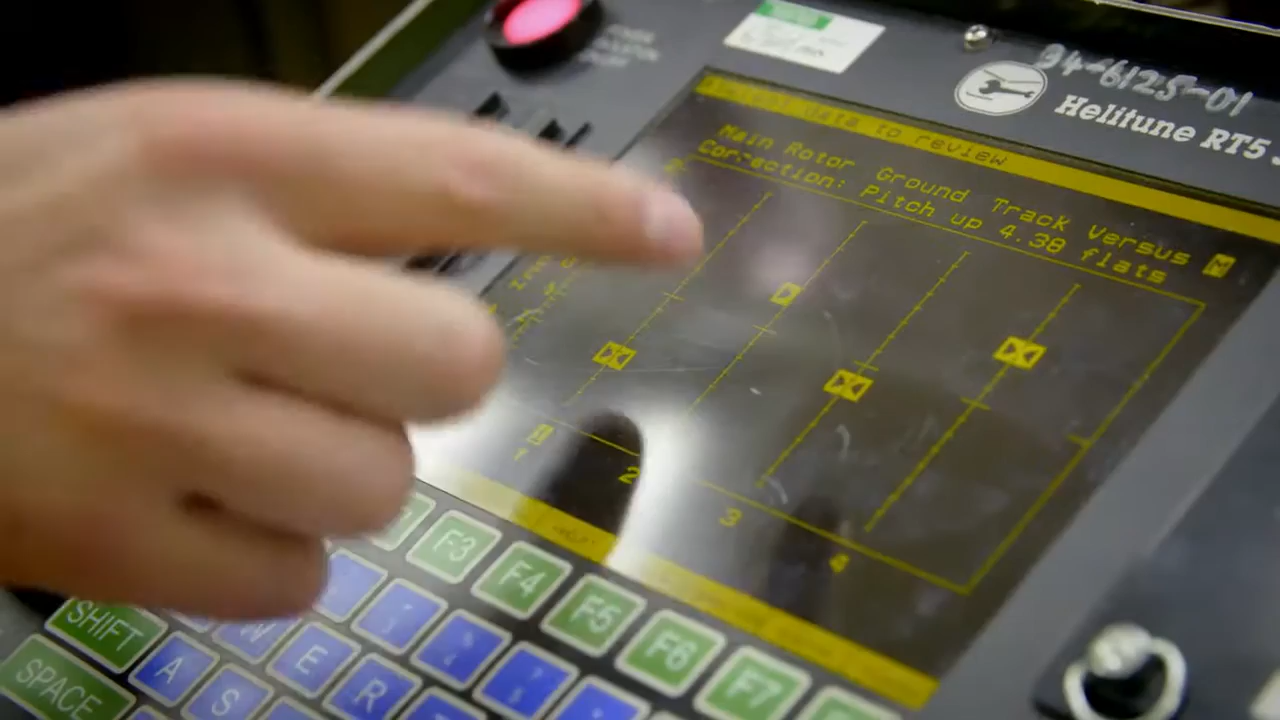 94-6125-01
Helitune RT5
data to review
Main Rotor Ground Track Versus M
Correction: Pitch up 4.38 flats
1
2
3
4
F3
F4
F5
F6
F7
SHIFT
W
E
SPACE
A
S
R